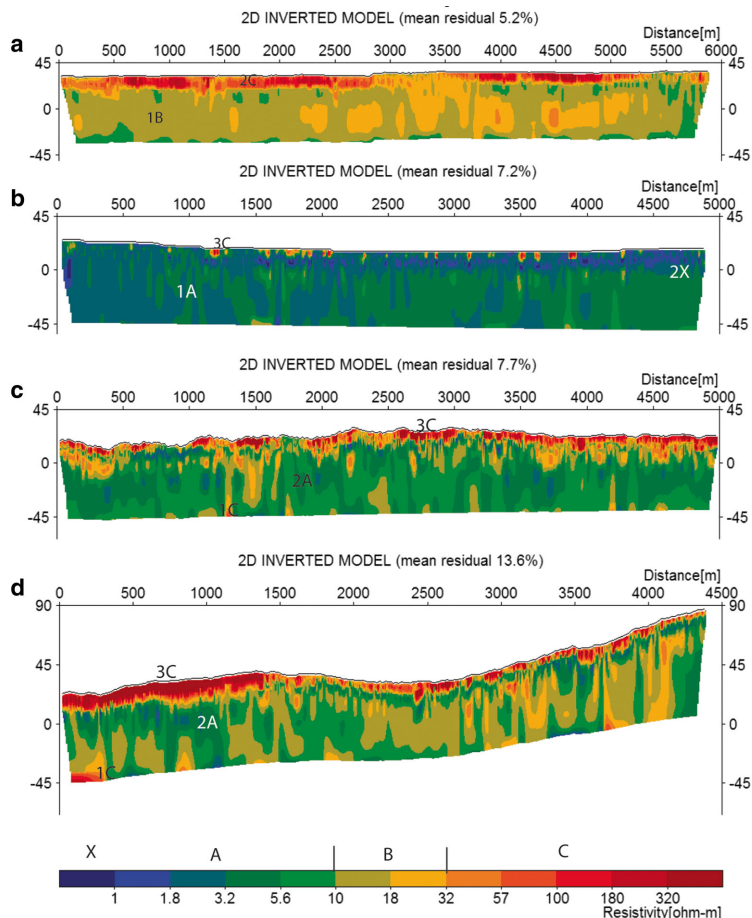 2D INVERTED MODEL (mean residual 5.2%)
a
Distance[m]
0 500 1000 1500 2000 2500 3000 3500 4000 4500 5000 5500 6000
45 45
2C
0 0
1B
-45 -45
2D INVERTED MODEL (mean residual 7.2%)
b
Distance[m]
0 500 1000 1500 2000 2500 3000 3500 4000 4500 5000
45 45
3C
0 0
2X
1A
-45 -45
2D INVERTED MODEL (mean residual 7.7%)
c
Distance[m]
0 500 1000 1500 2000 2500 3000 3500 4000 4500 5000
45 45
3C
0 0
2A
1C
-45 -45
2D INVERTED MODEL (mean residual 13.6%)
d
Distance[m]
0 500 1000 1500 2000 2500 3000 3500 4000 4500
90 90
45 45
3C
0 0
2A
1C
-45 -45
X A B C
1 1.8 3.2 5.6 10 18 32 57 100 180 320
Resistivity[ohm-m]